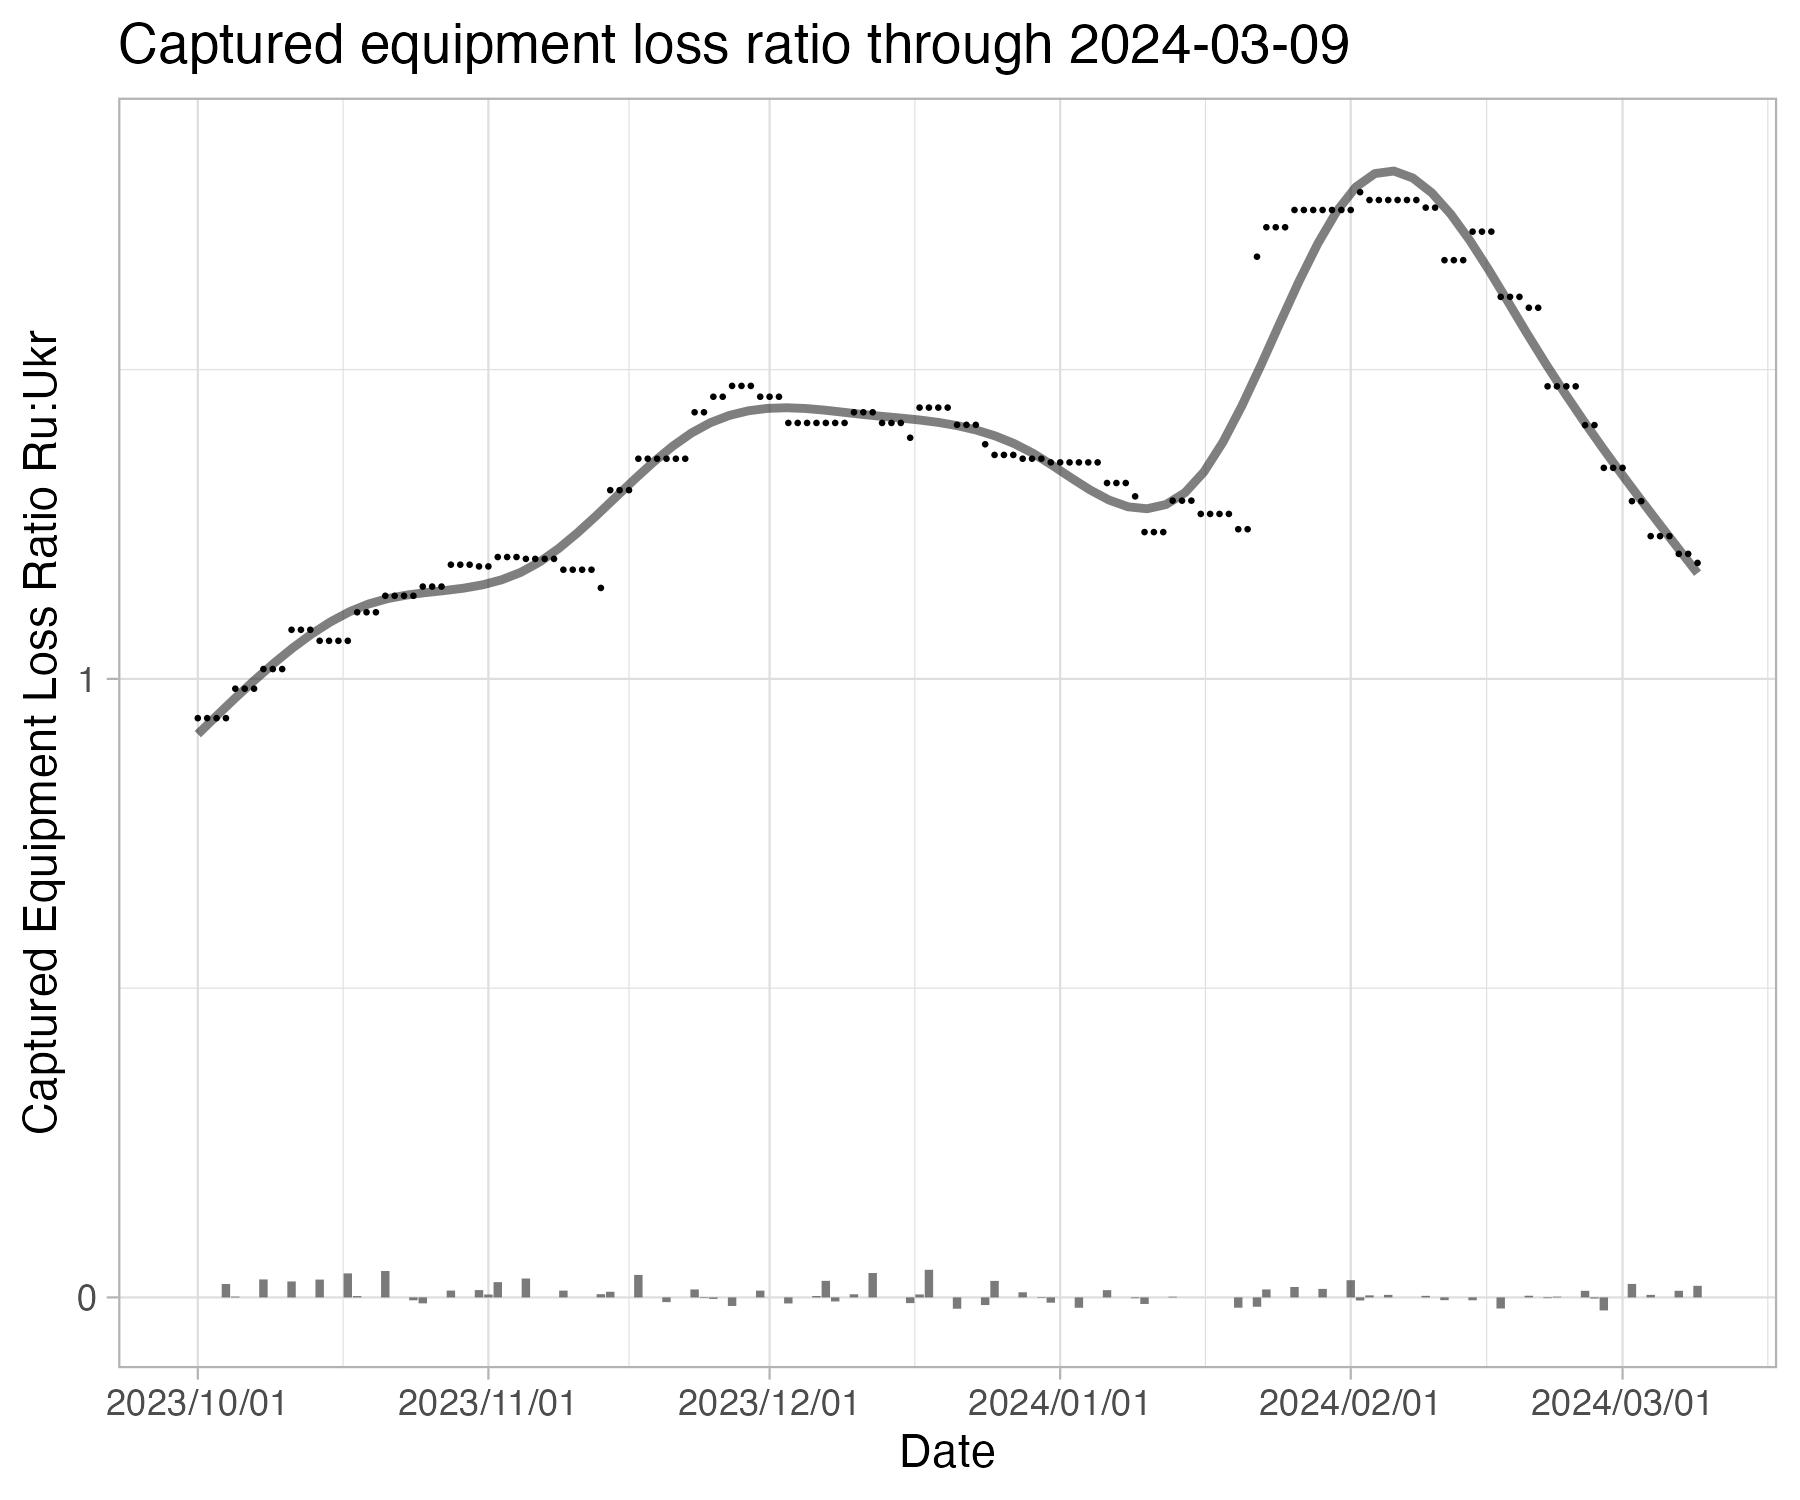 Captured equipment loss ratio through 2024-03-09
Captured Equipment Loss Ratio Ru:Ukr
1
0
2023/10/01
2023/11/01
2023/12/01
2024/01/01
2024/02/01
2024/03/01
Date